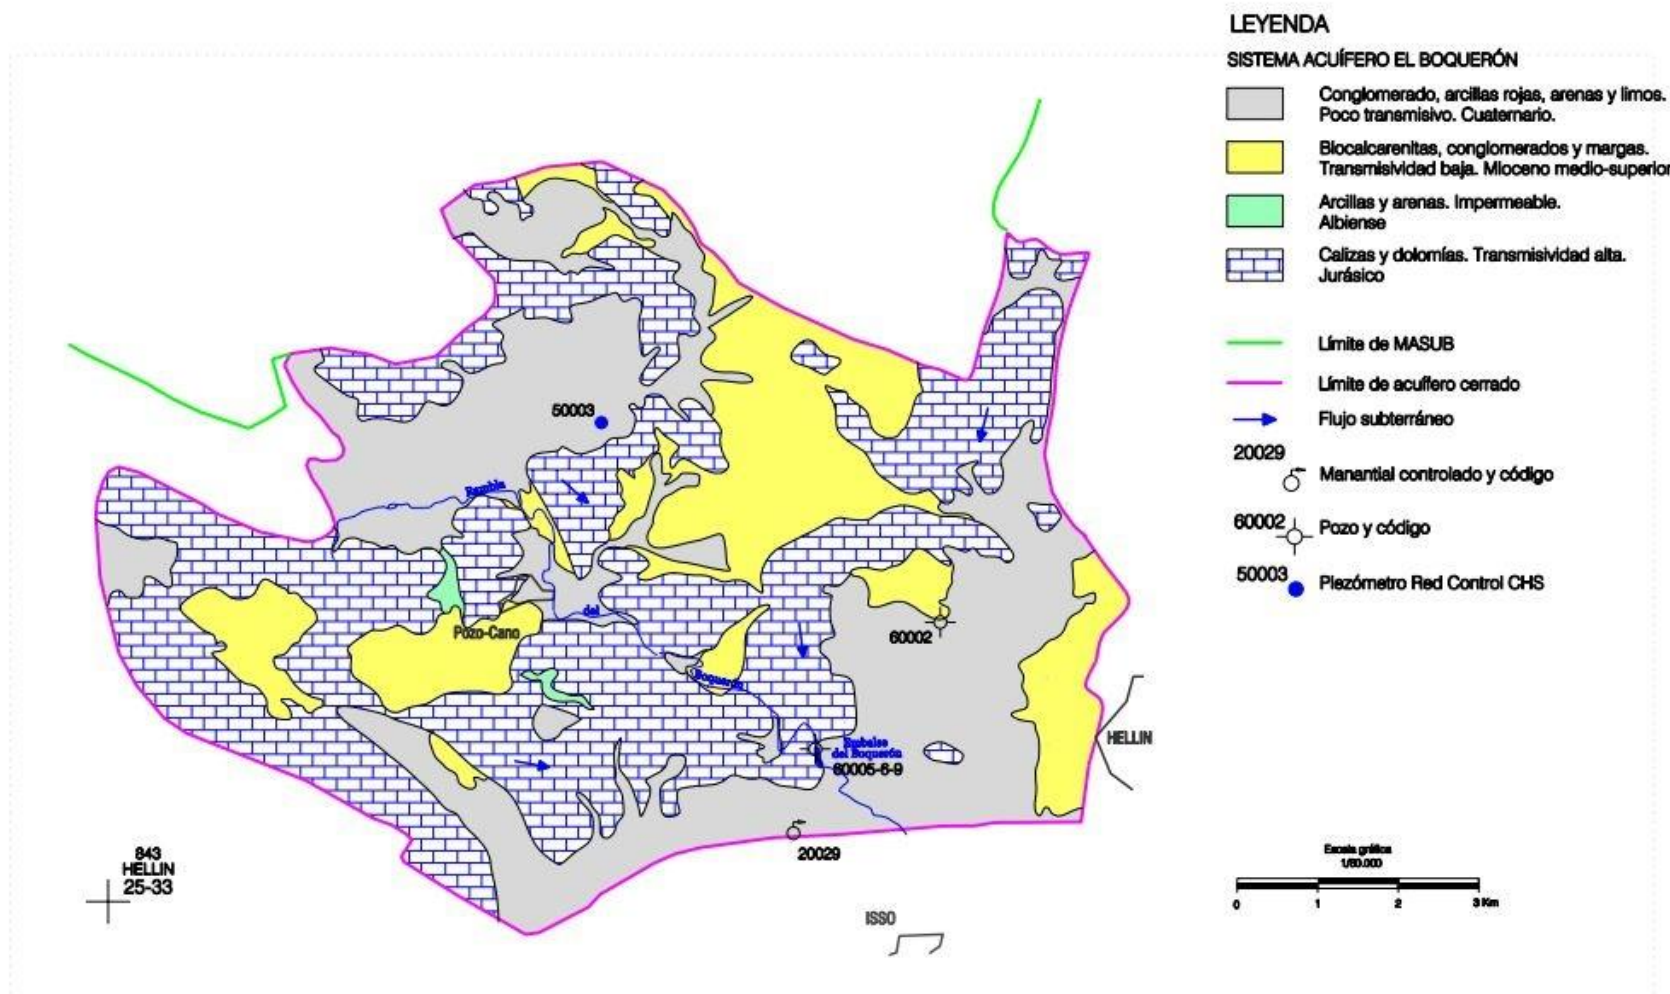 LEYENDA
SISTEMA ACUÍFERO EL BOQUERÓN
Conglomerado, arcillas rojas, arenas y limos.
Poco transmisivo. Cuaternario.
Biocalcarenitas, conglomerados y margas.
Transmisividad baja. Mioceno medio-superior
Arcillas y arenas. Impermeable.
Albiense
Calizas y dolomías. Transmisividad alta.
Jurásico
Límite de MASUB
Límite de acuífero cerrado
Flujo subterráneo
20029
Manantial controlado y código
60002
Pozo y código
50003
Piezómetro Red Control CHS
50003
Rambla
del
Pozo-Cano
Boquerón
60002
Embalse
del Boquerón
60005-6-9
HELLIN
20029
843
HELLIN
25-33
ISSO
Escala gráfica
1/60.000
0 1 2 3 Km